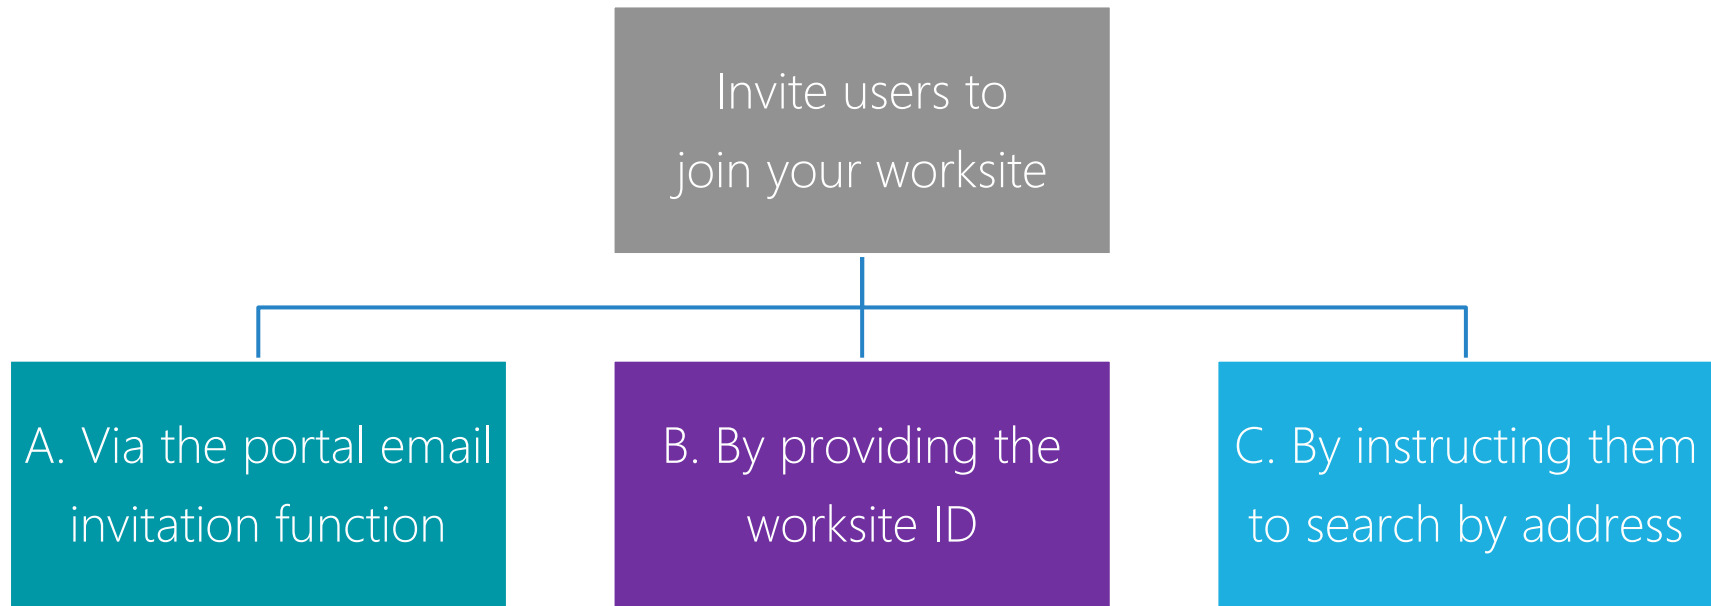 Invite users to
join your worksite
A. Via the portal email
invitation function
B. By providing the
worksite ID
C. By instructing them
to search by address